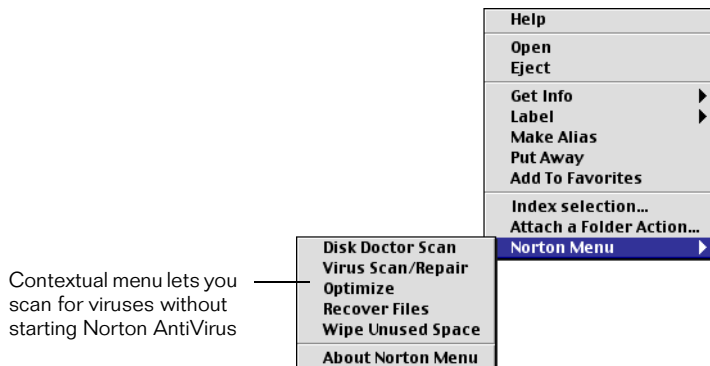 Help
Open
Eject
Get Info
Label
Make Alias
Put Away
Add To Favorites
Index selection...
Attach a Folder Action...
Norton Menu
Disk Doctor Scan
Virus Scan/Repair
Optimize
Recover Files
Wipe Unused Space
About Norton Menu
Contextual menu lets you
scan for viruses without
starting Norton AntiVirus